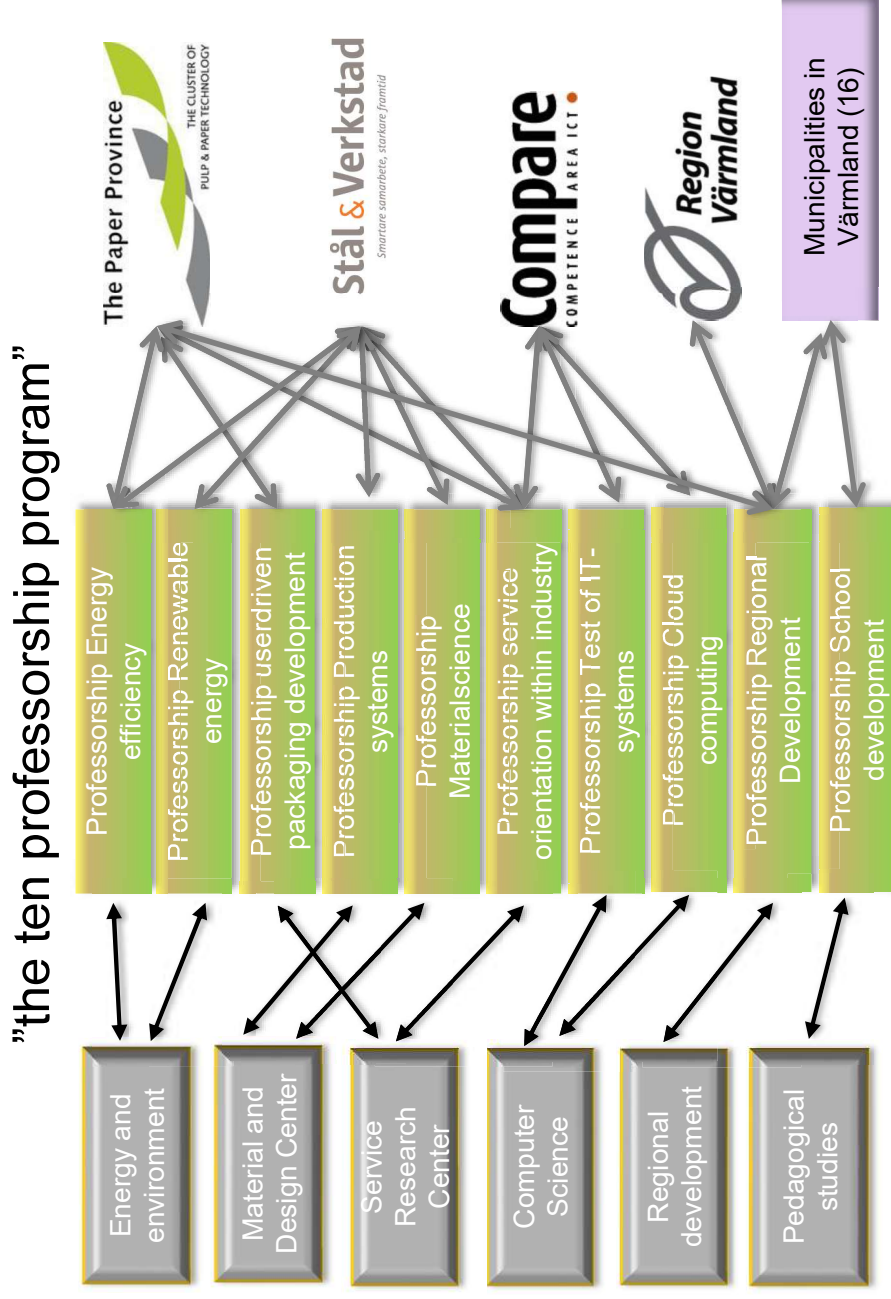 ”the ten professorship program”
Energy and
environment
Material and
Design Center
Service
Research
Center
Computer
Science
Regional
development
Pedagogical
studies
Professorship Energy
efficiency
Professorship Renewable
energy
Professorship userdriven
packaging development
Professorship Production
systems
Professorship
Materialscience
Professorship service
orientation within industry
Professorship Test of IT-
systems
Professorship Cloud
computing
Professorship Regional
Development
Professorship School
development
The Paper Province
THE CLUSTER OF
PULP & PAPER TECHNOLOGY
Stål & Verkstad
Smartare samarbete, starkare framtid
Compare
COMPETENCE AREA ICT
Region
Värmland
Municipalities in
Värmland (16)